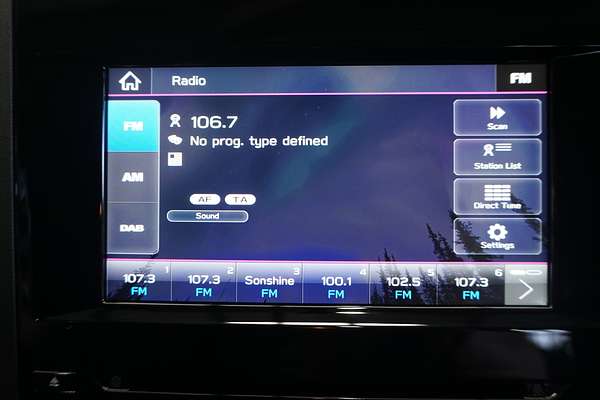 Radio
FM
FM
106.7
No prog. type defined
AM
DAB
AF TA
Sound
Scan
Station List
Direct Tune
Settings
1 2 3 4 5 6
107.3 107.3 Sonshine 100.1 102.5 107.3
FM FM FM FM FM FM